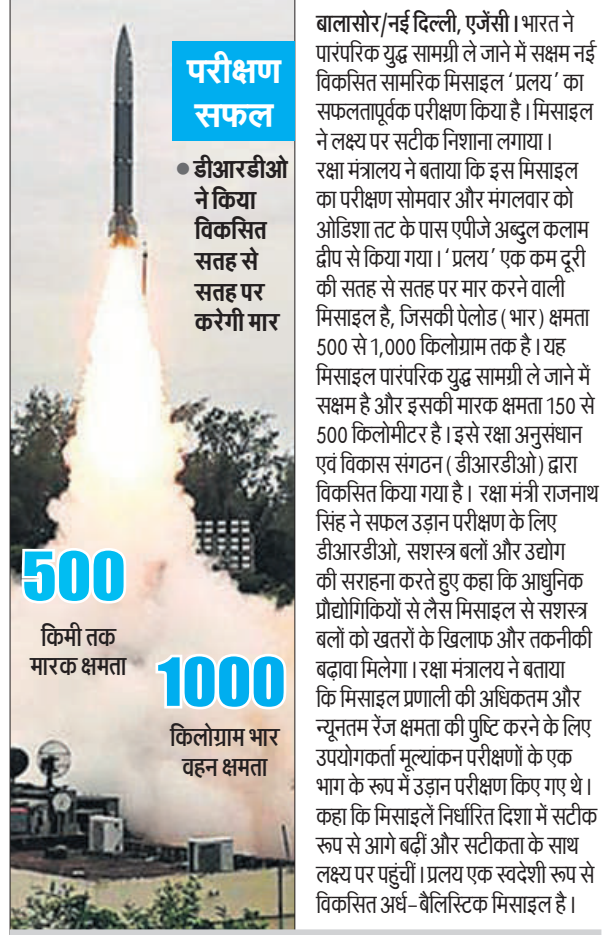 परीक्षण
सफल
● डीआरडीओ
ने किया
विकसित
सतह से
सतह पर
करेगी मार
500
किमी तक
मारक क्षमता
1000
किलोग्राम भार
वहन क्षमता
बालासोर/नई दिल्ली, एजेंसी। भारत ने
पारंपरिक युद्ध सामग्री ले जाने में सक्षम नई
विकसित सामरिक मिसाइल ‘प्रलय’ का
सफलतापूर्वक परीक्षण किया है। मिसाइल
ने लक्ष्य पर सटीक निशाना लगाया।
रक्षा मंत्रालय ने बताया कि इस मिसाइल
का परीक्षण सोमवार और मंगलवार को
ओडिशा तट के पास एपीजे अब्दुल कलाम
द्वीप से किया गया। ‘प्रलय’ एक कम दूरी
की सतह से सतह पर मार करने वाली
मिसाइल है, जिसकी पेलोड (भार) क्षमता
500 से 1,000 किलोग्राम तक है। यह
मिसाइल पारंपरिक युद्ध सामग्री ले जाने में
सक्षम है और इसकी मारक क्षमता 150 से
500 किलोमीटर है। इसे रक्षा अनुसंधान
एवं विकास संगठन (डीआरडीओ) द्वारा
विकसित किया गया है। रक्षा मंत्री राजनाथ
सिंह ने सफल उड़ान परीक्षण के लिए
डीआरडीओ, सशस्त्र बलों और उद्योग
की सराहना करते हुए कहा कि आधुनिक
प्रौद्योगिकियों से लैस मिसाइल से सशस्त्र
बलों को खतरों के खिलाफ और तकनीकी
बढ़ावा मिलेगा। रक्षा मंत्रालय ने बताया
कि मिसाइल प्रणाली की अधिकतम और
न्यूनतम रेंज क्षमता की पुष्टि करने के लिए
उपयोगकर्ता मूल्यांकन परीक्षणों के एक
भाग के रूप में उड़ान परीक्षण किए गए थे।
कहा कि मिसाइलें निर्धारित दिशा में सटीक
रूप से आगे बढ़ीं और सटीकता के साथ
लक्ष्य पर पहुंचीं। प्रलय एक स्वदेशी रूप से
विकसित अर्ध-बैलिस्टिक मिसाइल है।